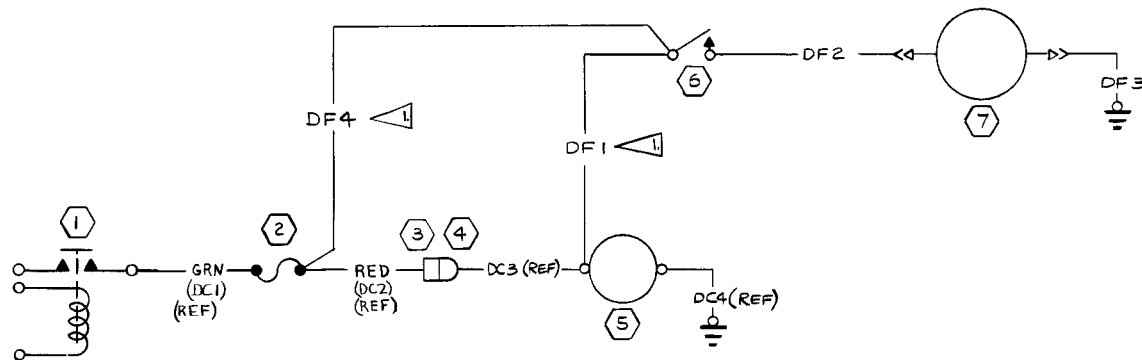 6
DF2
7
DF3
DF4
1.
DF1
1.
1
2
3
4
GRN
(DC1)
(REF)
RED
(DC2)
(REF)
DC3 (REF)
5
DC4 (REF)